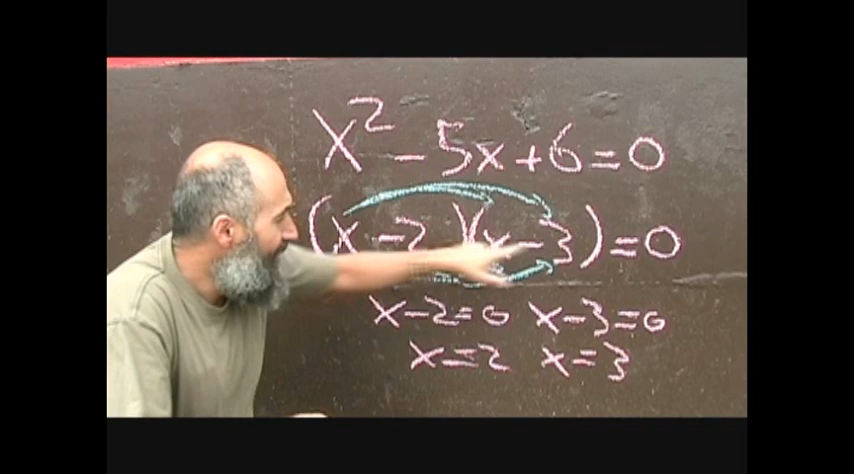 x² - 5x + 6 = 0
(x - 2)(x - 3) = 0
x - 2 = 0 x - 3 = 0
x = 2 x = 3